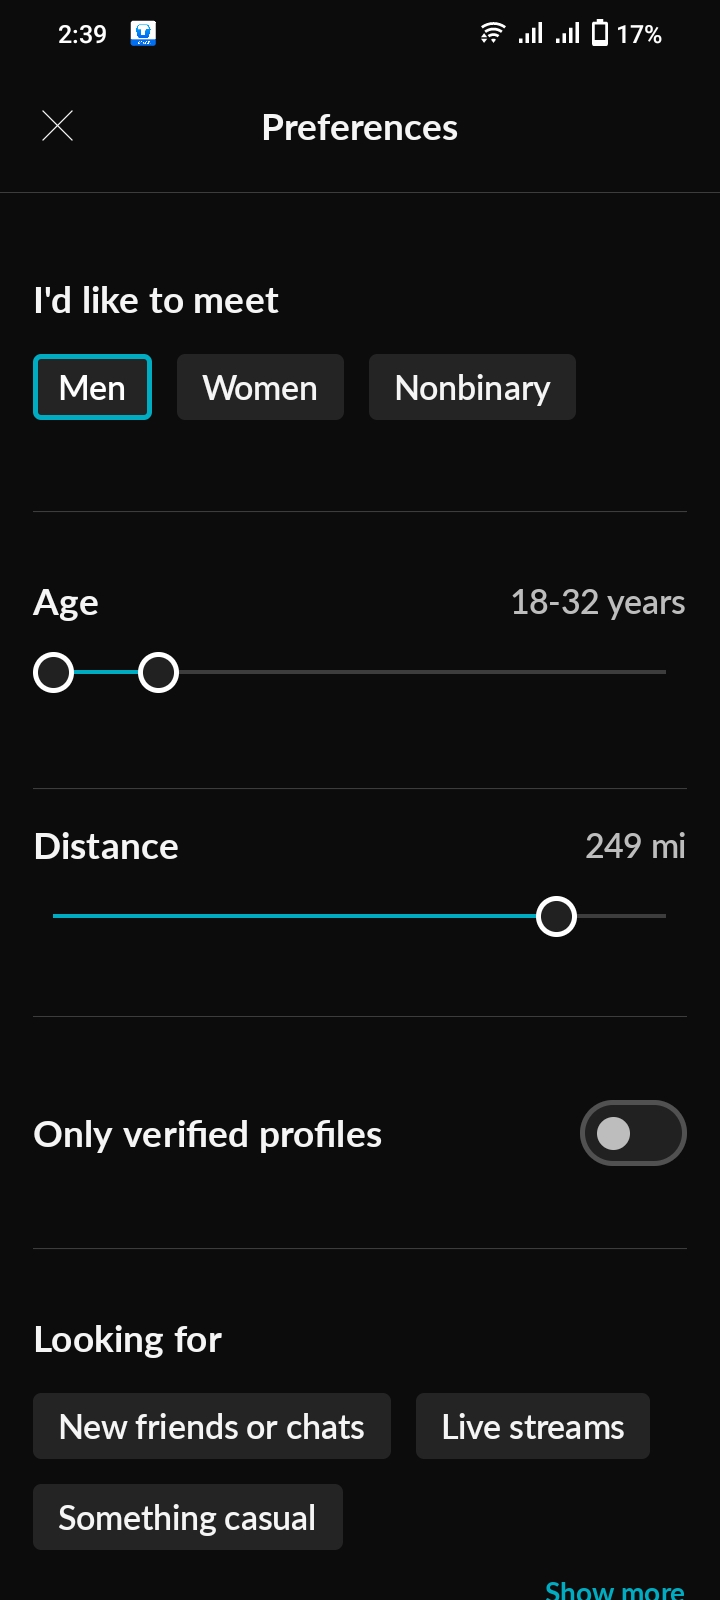 2:39 17%
Preferences
I'd like to meet
Men Women Nonbinary
Age 18-32 years
Distance 249 mi
Only verified profiles
Looking for
New friends or chats Live streams
Something casual
Show more